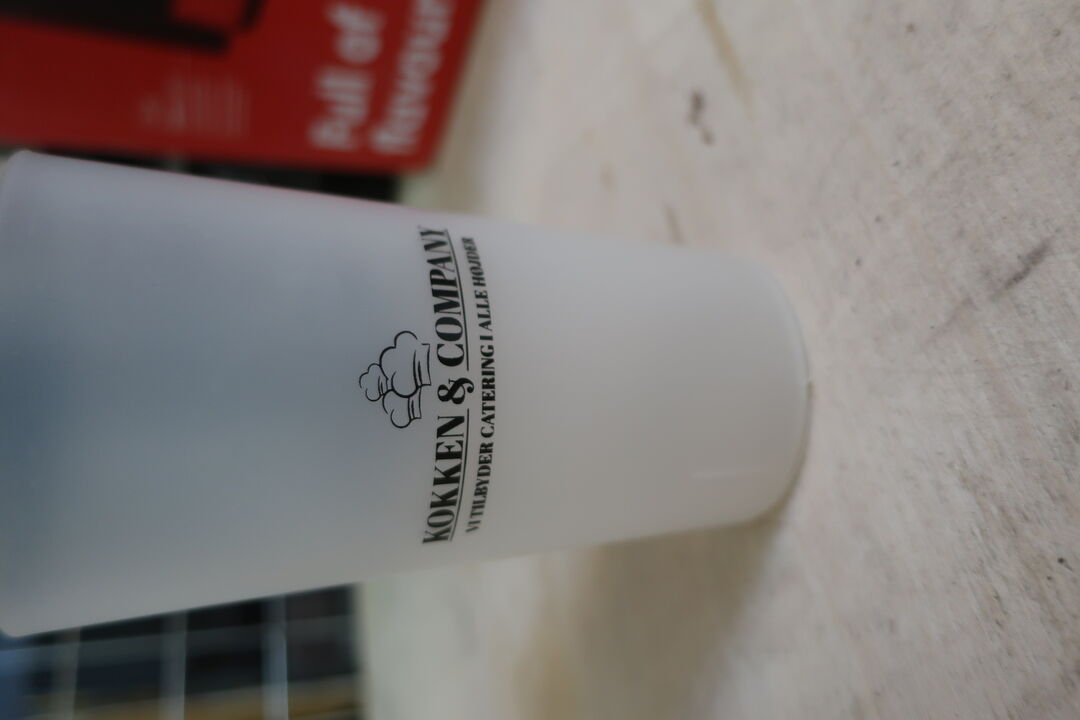 Full of
flavour
KOKKEN & COMPANY
VI TILBYDER CATERING I ALLE HØJDER